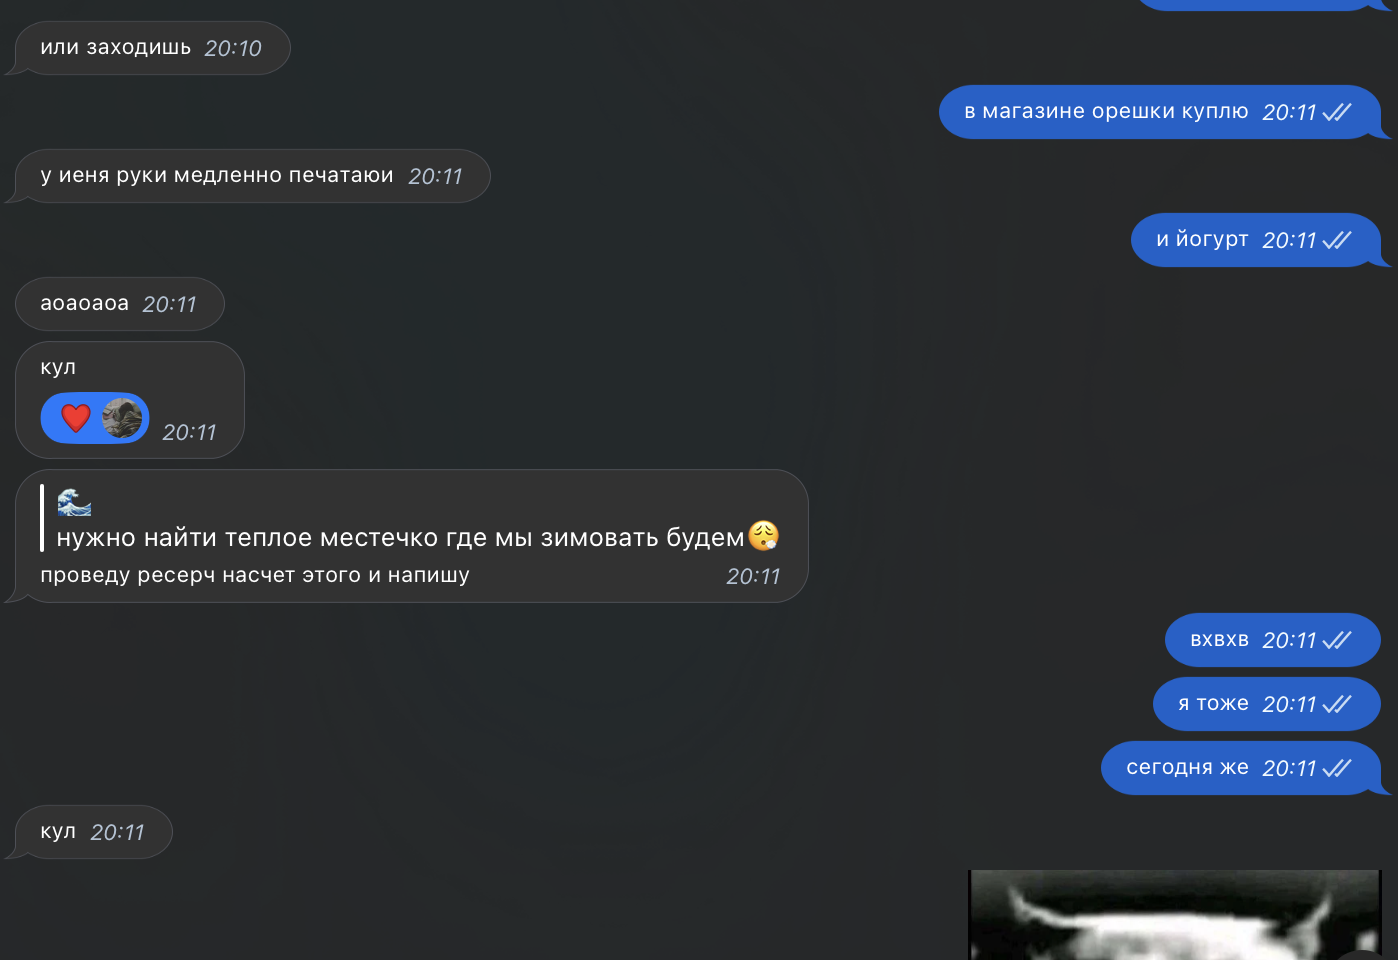 или заходишь 20:10
в магазине орешки куплю 20:11
у иеня руки медленно печатаюи 20:11
и йогурт 20:11
аоаоаоа 20:11
кул
❤️ 20:11
🌊
нужно найти теплое местечко где мы зимовать будем😮‍💨
проведу ресерч насчет этого и напишу 20:11
вхвхв 20:11
я тоже 20:11
сегодня же 20:11
кул 20:11